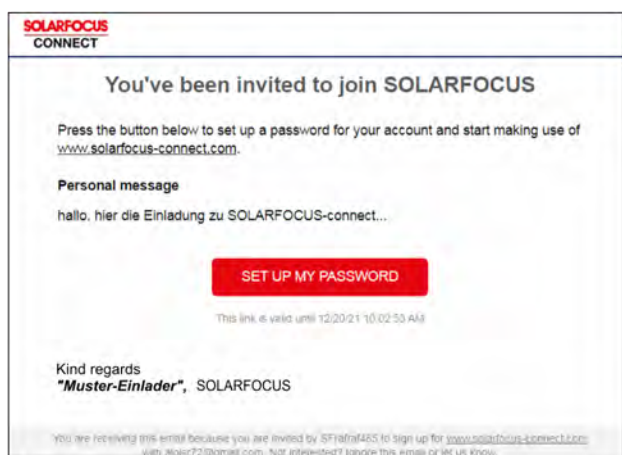 SOLARFOCUS
CONNECT
You've been invited to join SOLARFOCUS
Press the button below to set up a password for your account and start making use of
www.solarfocus-connect.com.
Personal message
hallo, hier die Einladung zu SOLARFOCUS-connect...
SET UP MY PASSWORD
This link is valid until 12/20/21 10:02:50 AM
Kind regards
"Muster-Einlader", SOLARFOCUS
You are receiving this email because you are invited by to sign up for www.solarfocus-connect.com
with Not interested? Ignore this email or let us know.